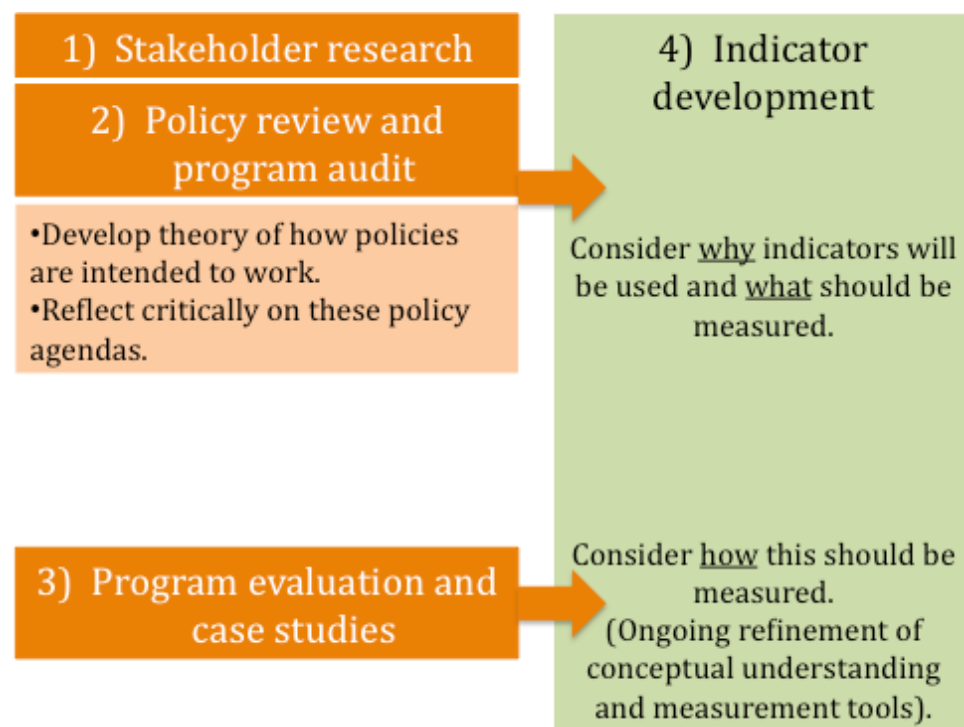 1) Stakeholder research
2) Policy review and
program audit
•Develop theory of how policies
are intended to work.
•Reflect critically on these policy
agendas.
3) Program evaluation and
case studies
4) Indicator
development
Consider why indicators will
be used and what should be
measured.
Consider how this should be
measured.
(Ongoing refinement of
conceptual understanding
and measurement tools).